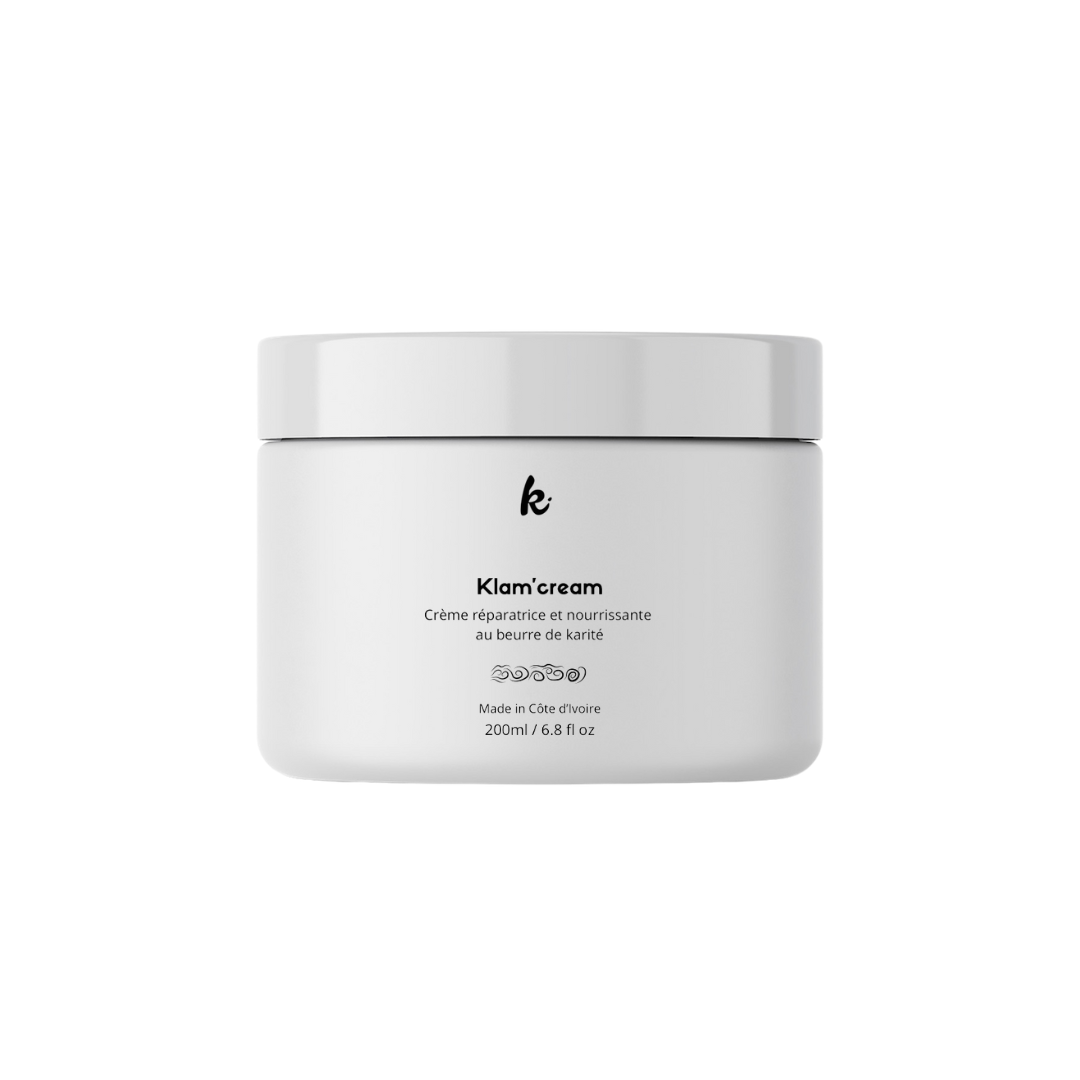 k
Klam'cream
Crème réparatrice et nourrissante
au beurre de karité
Made in Côte d'Ivoire
200ml / 6.8 fl oz